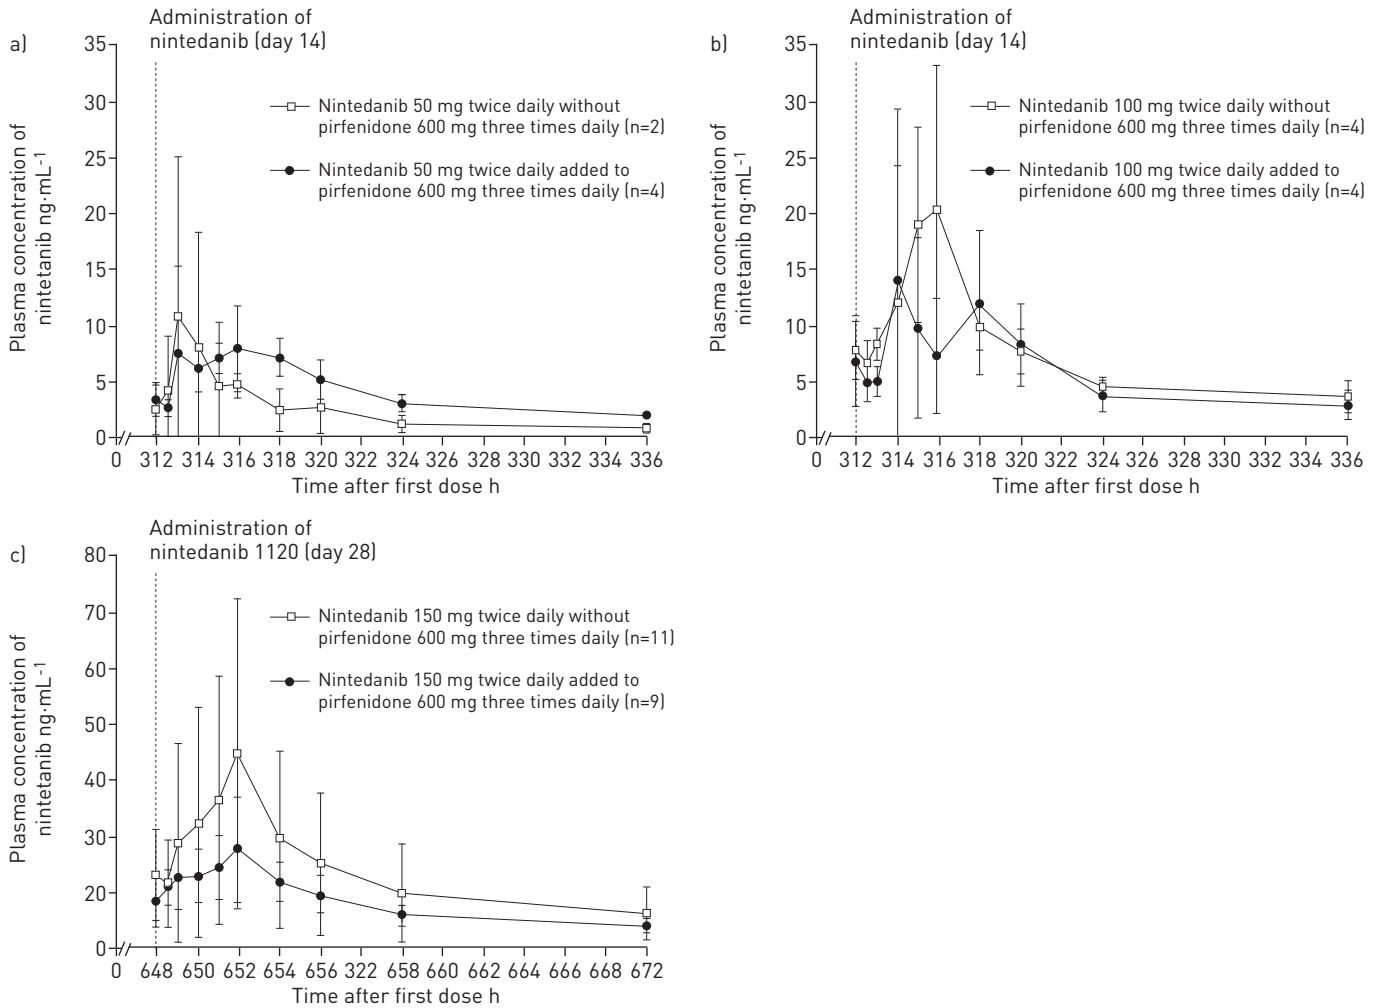 a)
Administration of
nintedanib (day 14)
35
30
25
20
15
10
5
0
Plasma concentration of
nintetanib ng·mL-1
Nintedanib 50 mg twice daily without
pirfenidone 600 mg three times daily (n=2)
Nintedanib 50 mg twice daily added to
pirfenidone 600 mg three times daily (n=4)
0 312 314 316 318 320 322 324 326 328 330 332 334 336
Time after first dose h
b)
Administration of
nintedanib (day 14)
35
30
25
20
15
10
5
0
Plasma concentration of
nintetanib ng·mL-1
Nintedanib 100 mg twice daily without
pirfenidone 600 mg three times daily (n=4)
Nintedanib 100 mg twice daily added to
pirfenidone 600 mg three times daily (n=4)
0 312 314 316 318 320 322 324 326 328 330 332 334 336
Time after first dose h
c)
Administration of
nintedanib 1120 (day 28)
80
70
60
50
40
30
20
0
Plasma concentration of
nintetanib ng·mL-1
Nintedanib 150 mg twice daily without
pirfenidone 600 mg three times daily (n=11)
Nintedanib 150 mg twice daily added to
pirfenidone 600 mg three times daily (n=9)
0 648 650 652 654 656 322 658 660 662 664 666 668 672
Time after first dose h